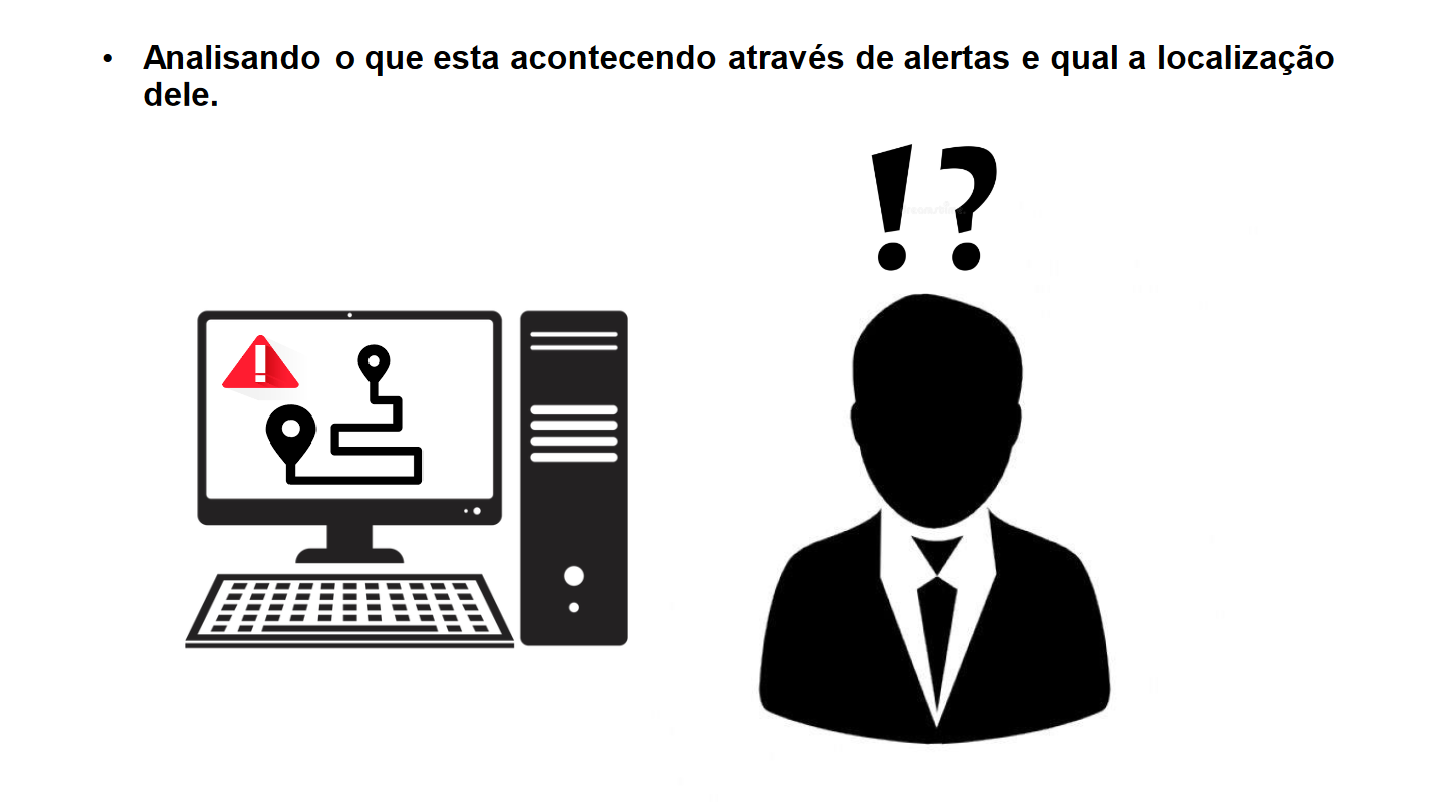 • Analisando o que esta acontecendo através de alertas e qual a localização
dele.
!?